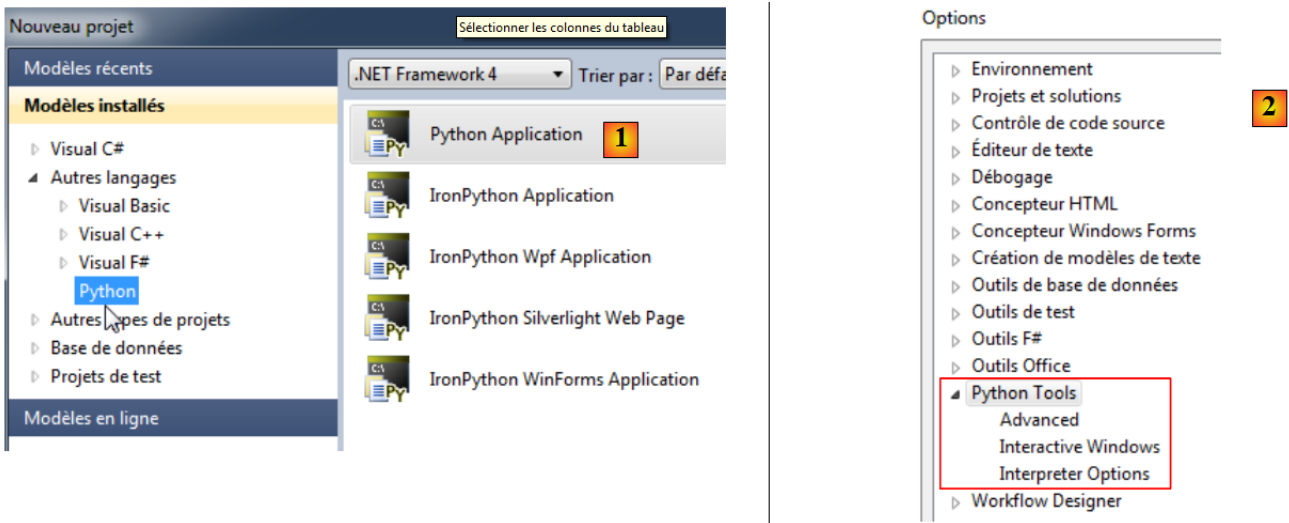 Nouveau projet
Sélectionner les colonnes du tableau
Modèles récents
Modèles installés
Visual C#
Autres langages
Visual Basic
Visual C++
Visual F#
Python
Autres pes de projets
Base de données
Projets de test
Modèles en ligne
.NET Framework 4
Trier par :
Par défa
Python Application
1
IronPython Application
IronPython Wpf Application
IronPython Silverlight Web Page
IronPython WinForms Application
Options
2
Environnement
Projets et solutions
Contrôle de code source
Éditeur de texte
Débogage
Concepteur HTML
Concepteur Windows Forms
Création de modèles de texte
Outils de base de données
Outils de test
Outils F#
Outils Office
Python Tools
Advanced
Interactive Windows
Interpreter Options
Workflow Designer